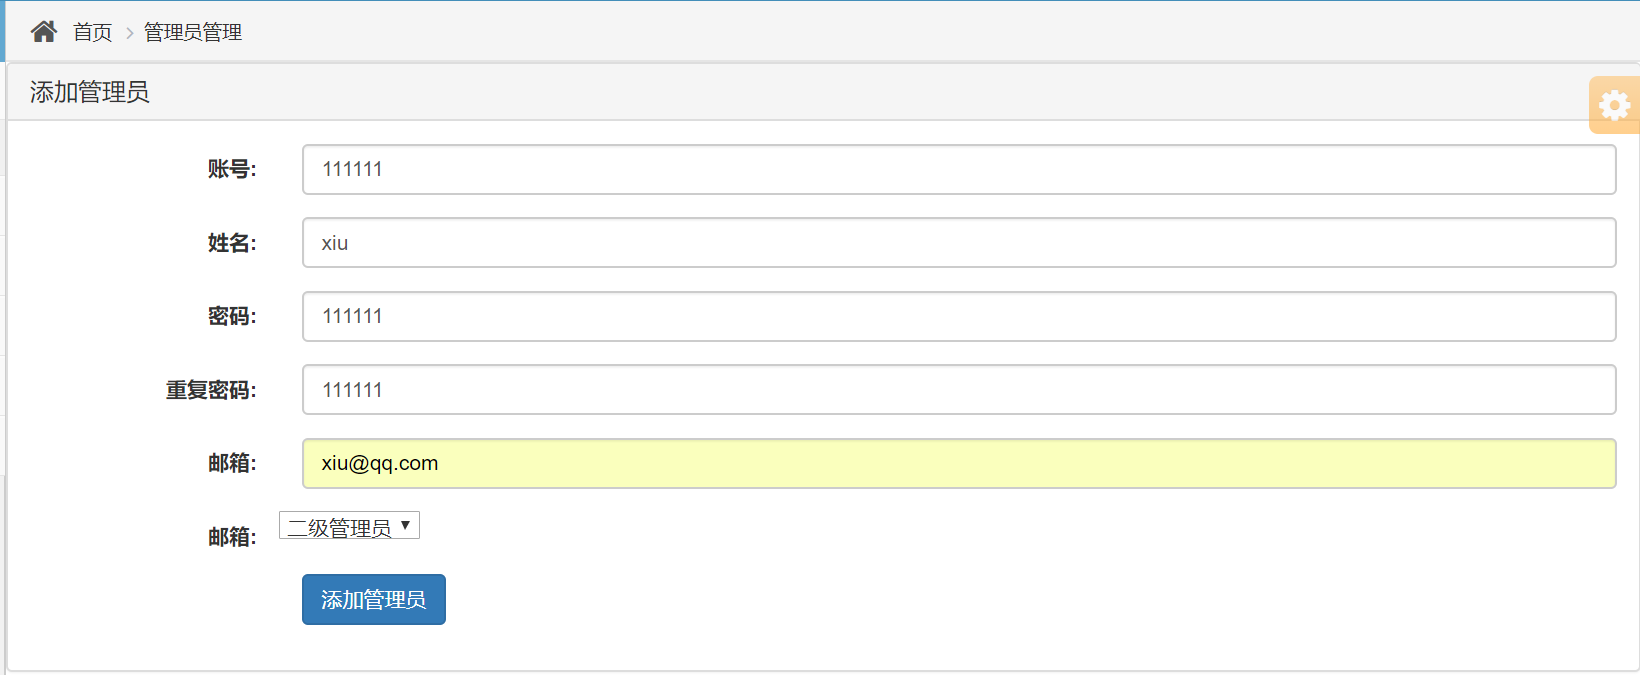 首页 > 管理员管理
添加管理员
账号: 111111
姓名: xiu
密码: 111111
重复密码: 111111
邮箱: xiu@qq.com
邮箱: 二级管理员
添加管理员